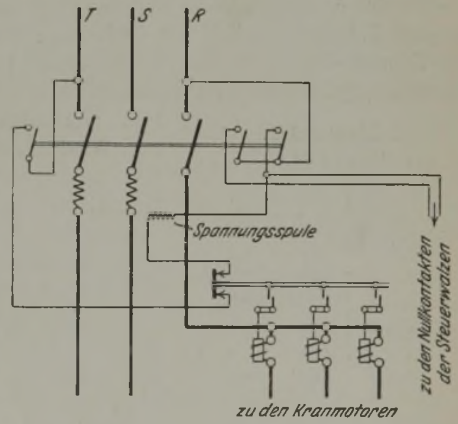 T S R
Spannungsspule
zu den Nullkontakten
der Steuerwalzen
zu den Kranmotoren